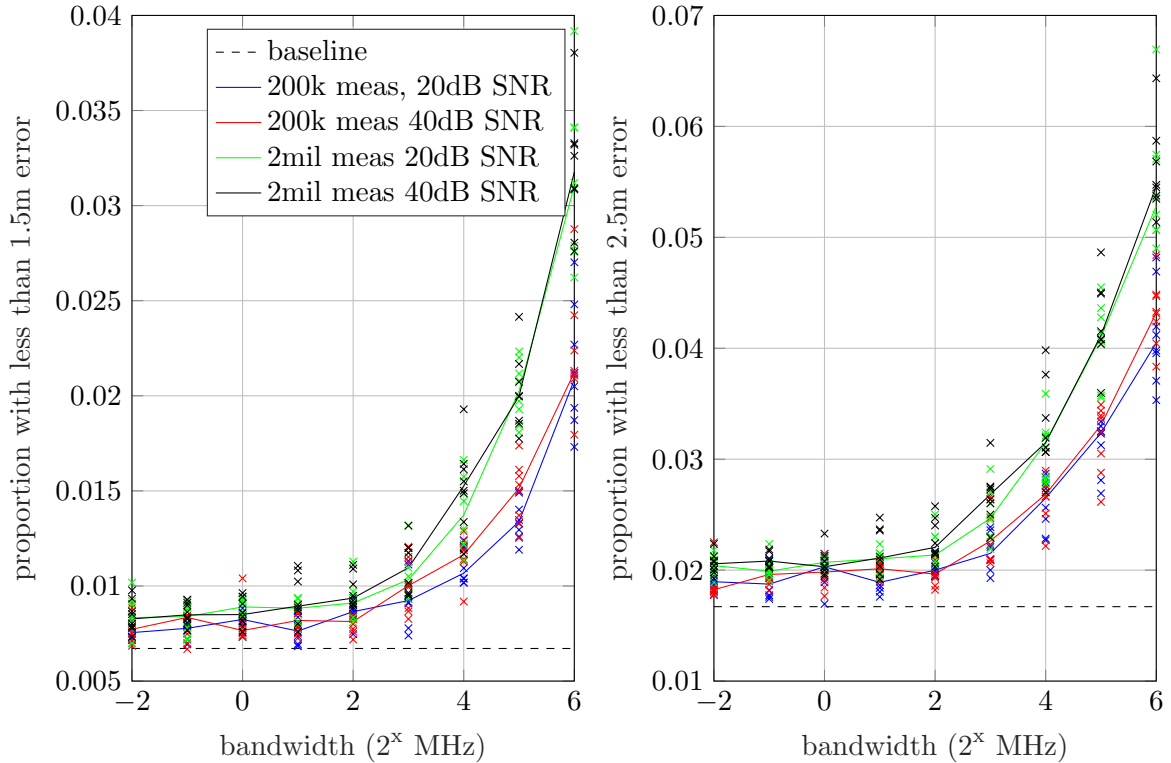 0.04
0.035
0.03
0.025
0.02
0.015
0.01
0.005
−2
0
2
4
6
bandwidth (2^x MHz)
proportion with less than 1.5m error
baseline
200k meas, 20dB SNR
200k meas 40dB SNR
2mil meas 20dB SNR
2mil meas 40dB SNR
0.07
0.06
0.05
0.04
0.03
0.02
0.01
−2
0
2
4
6
bandwidth (2^x MHz)
proportion with less than 2.5m error